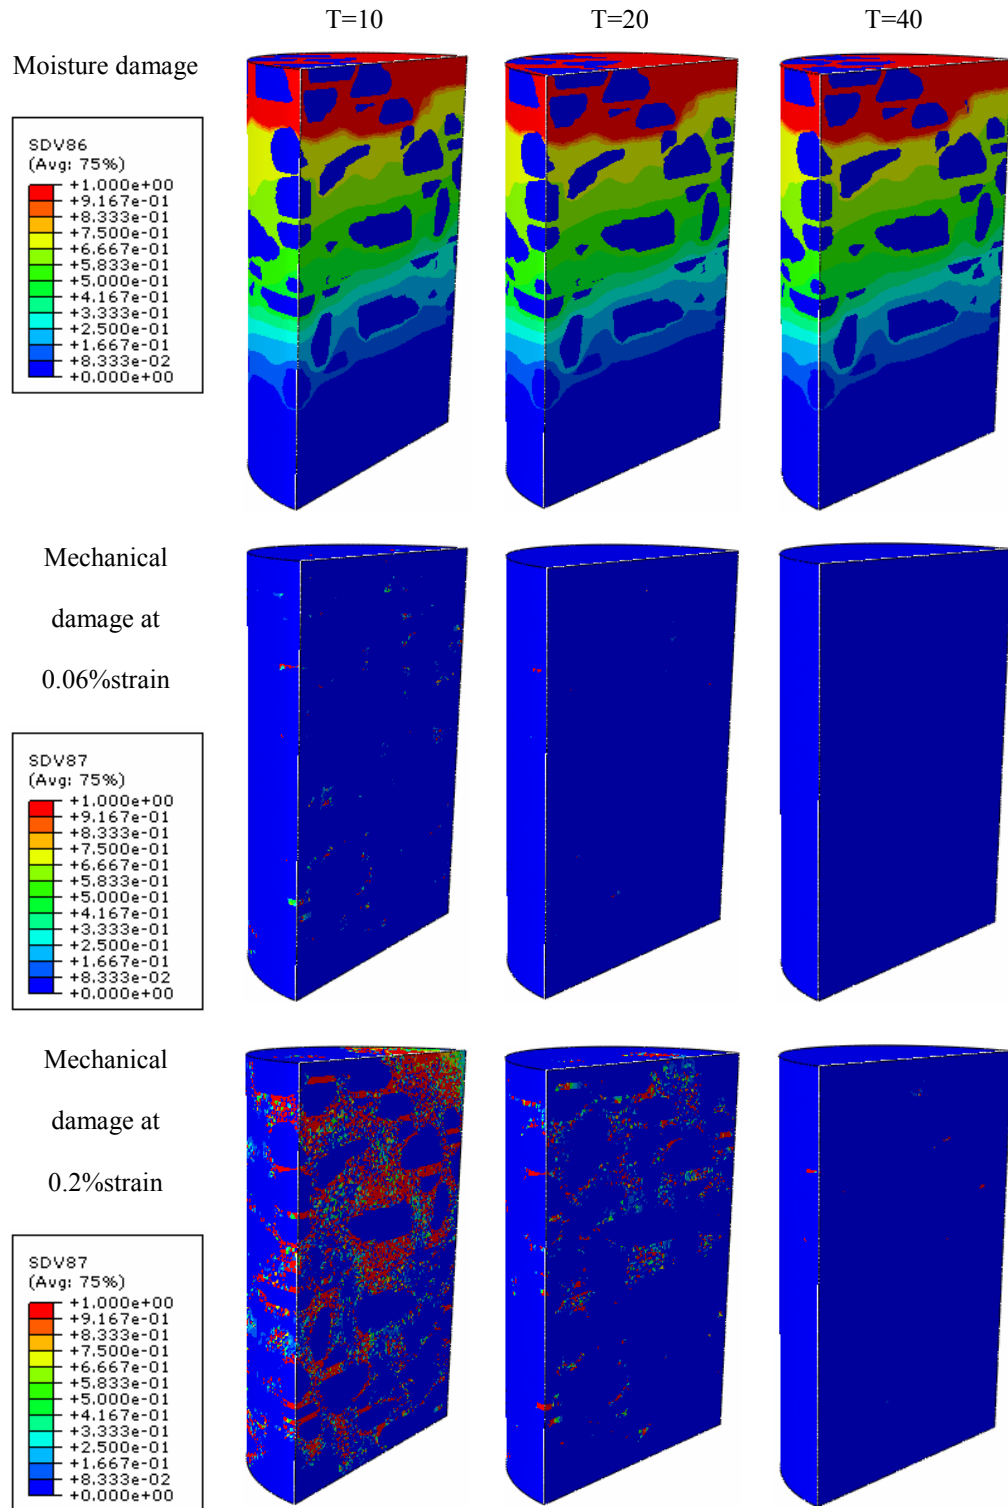 T=10
T=20
T=40
Moisture damage
SDV86
(Avg: 75%)
+1.000e+00
+9.167e-01
+8.333e-01
+7.500e-01
+6.667e-01
+5.833e-01
+5.000e-01
+4.167e-01
+3.333e-01
+2.500e-01
+1.667e-01
+8.333e-02
+0.000e+00
Mechanical
damage at
0.06%strain
SDV87
(Avg: 75%)
+1.000e+00
+9.167e-01
+8.333e-01
+7.500e-01
+6.667e-01
+5.833e-01
+5.000e-01
+4.167e-01
+3.333e-01
+2.500e-01
+1.667e-01
+8.333e-02
+0.000e+00
Mechanical
damage at
0.2%strain
SDV87
(Avg: 75%)
+1.000e+00
+9.167e-01
+8.333e-01
+7.500e-01
+6.667e-01
+5.833e-01
+5.000e-01
+4.167e-01
+3.333e-01
+2.500e-01
+1.667e-01
+8.333e-02
+0.000e+00